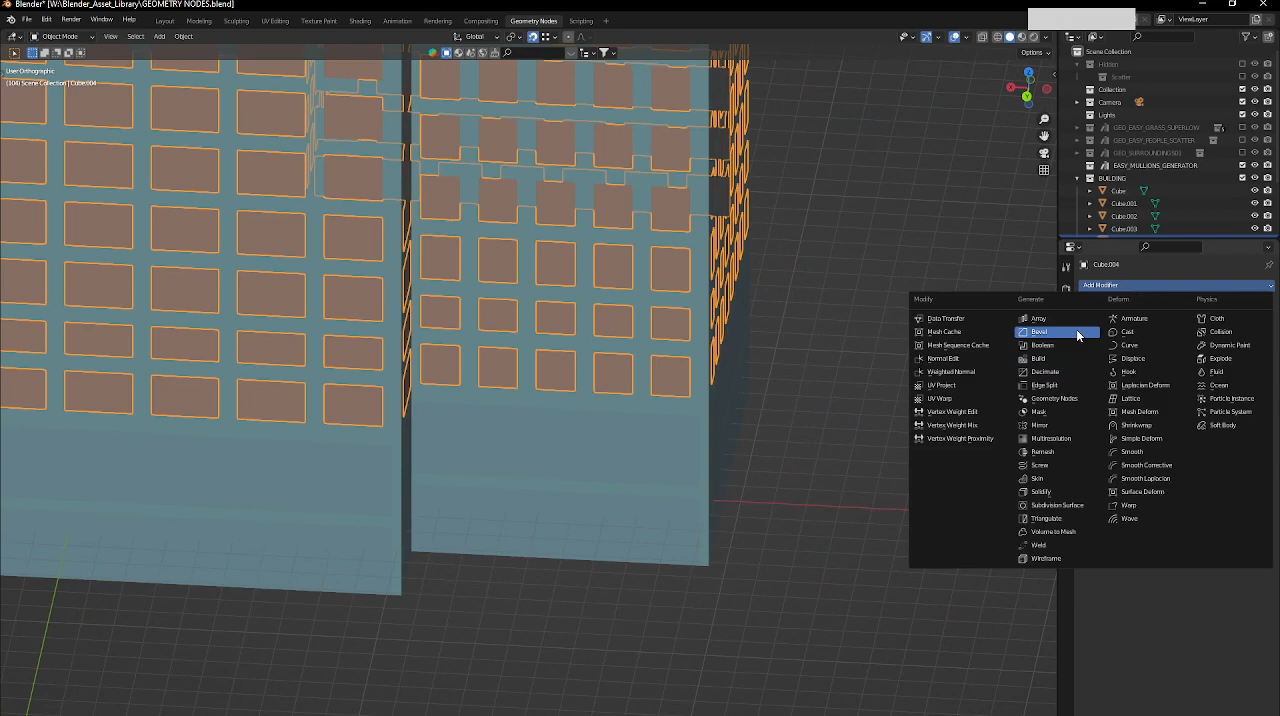 Blender* [W:\Blender_Asset_Library\GEOMETRY NODES.blend]
File Edit Render Window Help Layout Modeling Sculpting UV Editing Texture Paint Shading Animation Rendering Compositing Geometry Nodes Scripting + ViewLayer
Object Mode View Select Add Object Global
Options
User Orthographic
(104) Scene Collection | Cube.004
Scene Collection
Hidden
Scatter
Collection
Camera
Lights
GEO_EASY_GRASS_SUPERLOW
GEO_EASY_PEOPLE_SCATTER
GEO_SURROUNDINGS01
EASY_MULLIONS_GENERATOR
BUILDING
Cube
Cube.001
Cube.002
Cube.003
Cube.004
Add Modifier
Modify
Data Transfer
Mesh Cache
Mesh Sequence Cache
Normal Edit
Weighted Normal
UV Project
UV Warp
Vertex Weight Edit
Vertex Weight Mix
Vertex Weight Proximity
Generate
Array
Bevel
Boolean
Build
Decimate
Edge Split
Geometry Nodes
Mask
Mirror
Multiresolution
Remesh
Screw
Skin
Solidify
Subdivision Surface
Triangulate
Volume to Mesh
Weld
Wireframe
Deform
Armature
Cast
Curve
Displace
Hook
Laplacian Deform
Lattice
Mesh Deform
Shrinkwrap
Simple Deform
Smooth
Smooth Corrective
Smooth Laplacian
Surface Deform
Warp
Wave
Physics
Cloth
Collision
Dynamic Paint
Explode
Fluid
Ocean
Particle Instance
Particle System
Soft Body